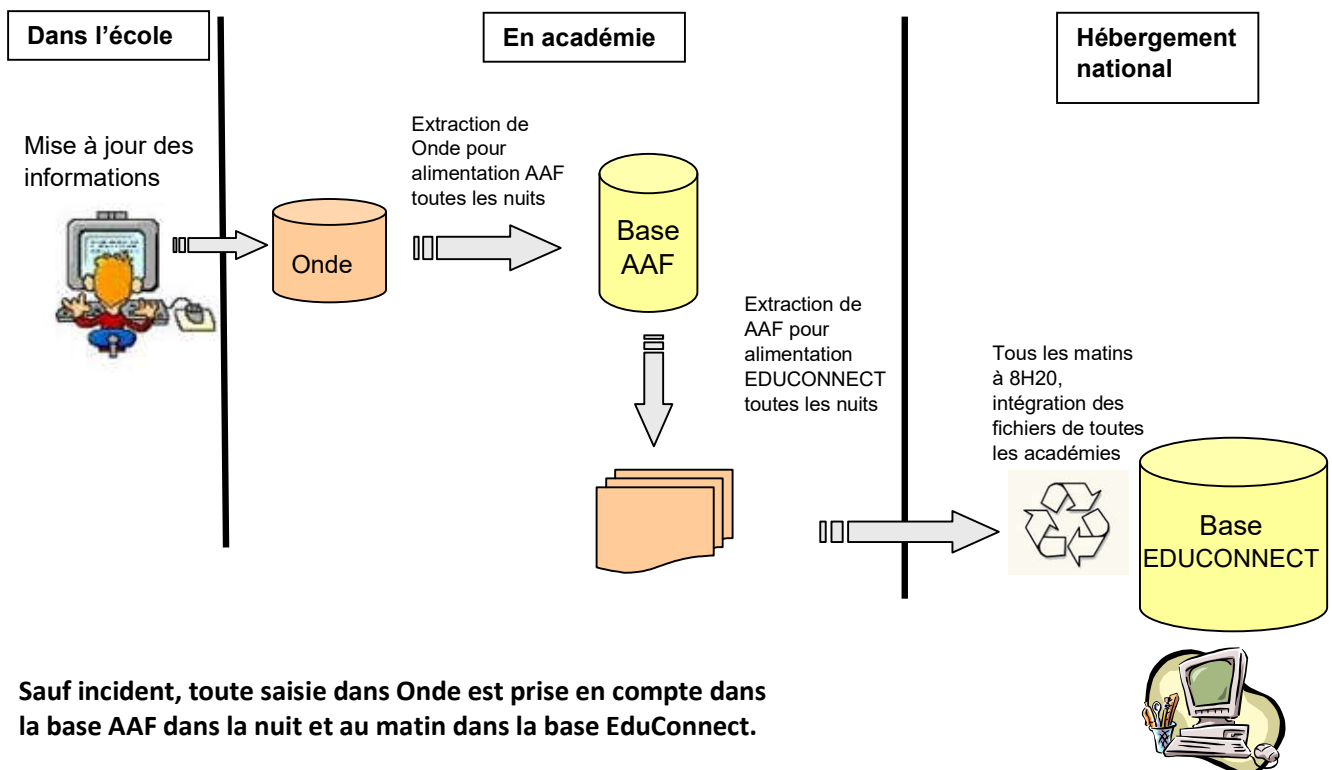 Dans l'école
En académie
Hébergement
national
Mise à jour des
informations
Extraction de
Onde pour
alimentation AAF
toutes les nuits
Onde
Base
AAF
Extraction de
AAF pour
alimentation
EDUCONNECT
toutes les nuits
Tous les matins
à 8H20,
intégration des
fichiers de toutes
les académies
Base
EDUCONNECT
Sauf incident, toute saisie dans Onde est prise en compte dans
la base AAF dans la nuit et au matin dans la base EduConnect.